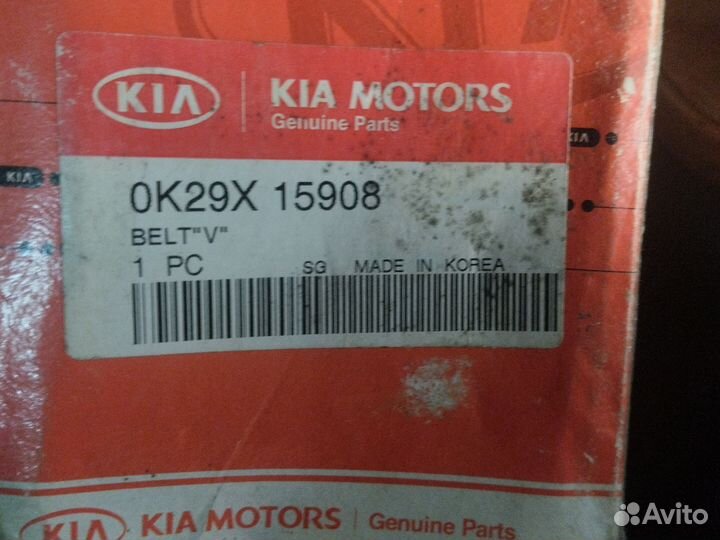 KIA
KIA MOTORS
Genuine Parts
KIA
KIA
0K29X 15908
BELT"V"
1 PC SG MADE IN KOREA
KIA
KIA MOTORS
Genuine Parts
Avito